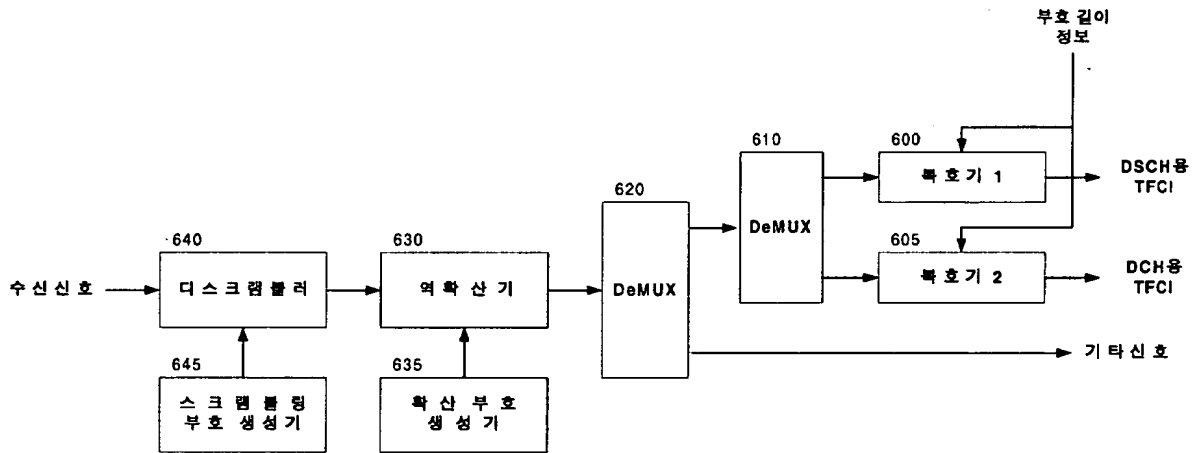 부호 길이
정보
610
600
복호기 1
DSCH용
TFCI
620
DeMUX
640
630
605
수신신호
디스크램블러
역확산기
DeMUX
복호기 2
DCH용
TFCI
645
635
기타신호
스크램블링
부호 생성기
확산 부호
생성기